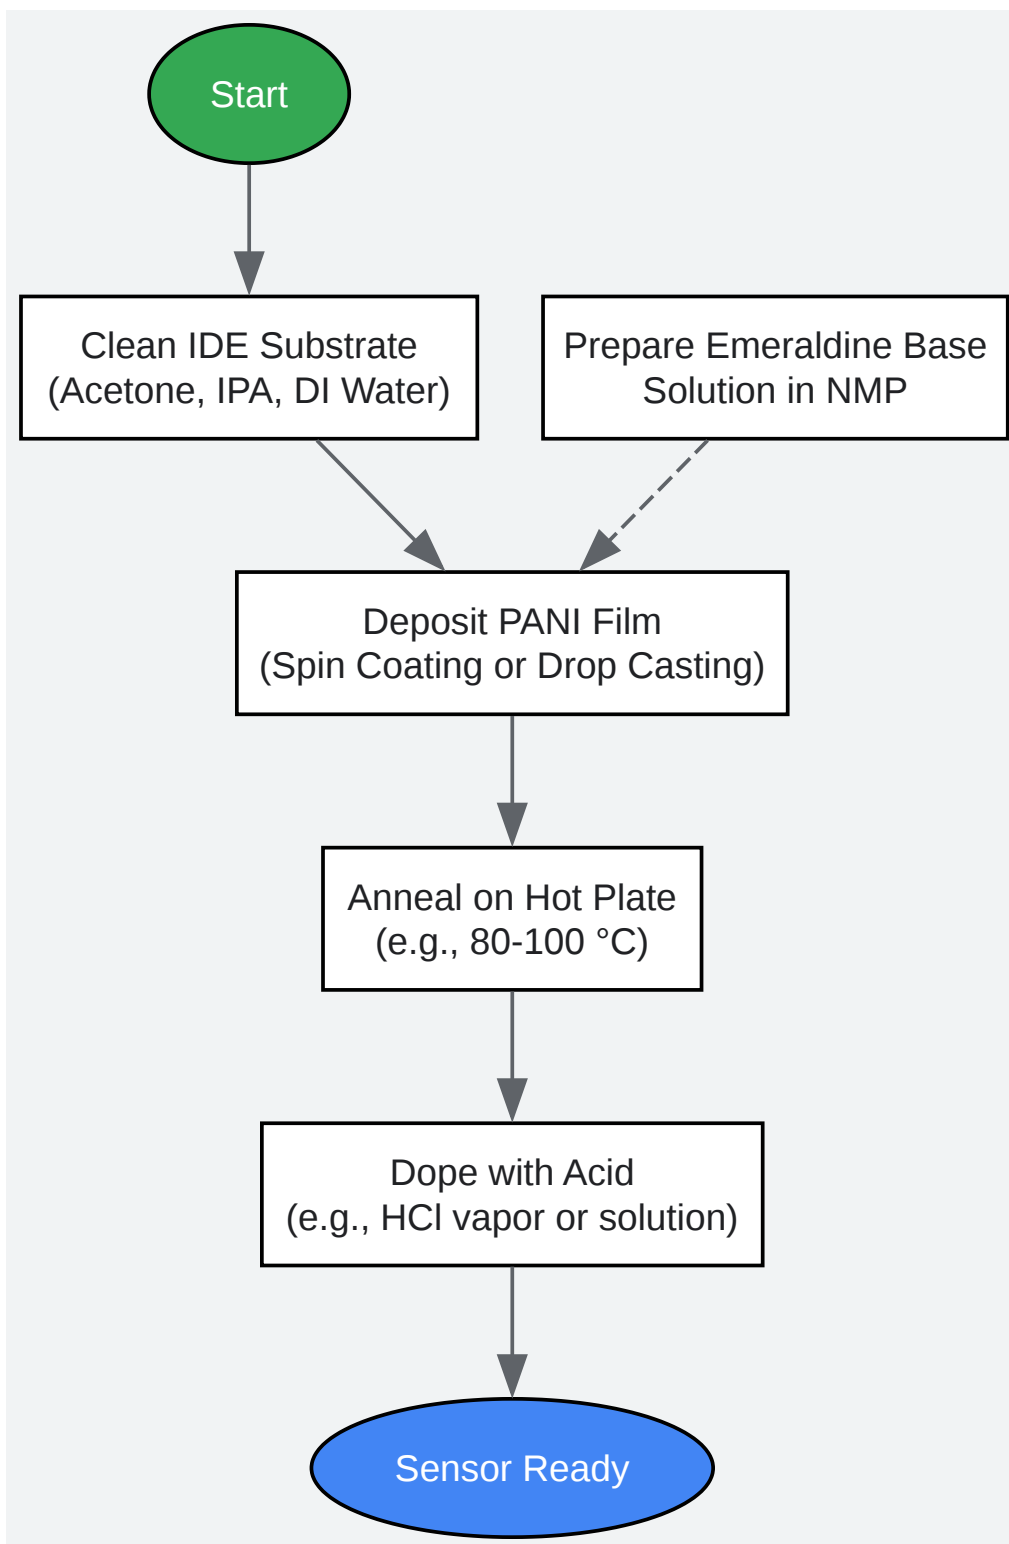 Start
Clean IDE Substrate
(Acetone, IPA, DI Water)
Prepare Emeraldine Base
Solution in NMP
Deposit PANI Film
(Spin Coating or Drop Casting)
Anneal on Hot Plate
(e.g., 80-100 °C)
Dope with Acid
(e.g., HCl vapor or solution)
Sensor Ready